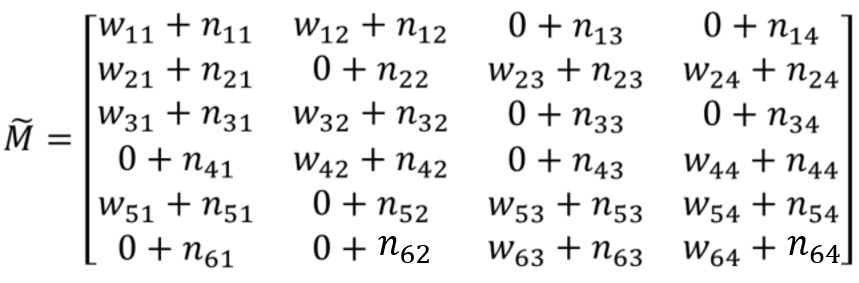 w₁₁ + n₁₁ w₁₂ + n₁₂ 0 + n₁₃ 0 + n₁₄
w₂₁ + n₂₁ 0 + n₂₂ w₂₃ + n₂₃ w₂₄ + n₂₄
w₃₁ + n₃₁ w₃₂ + n₃₂ 0 + n₃₃ 0 + n₃₄
M̃ =
0 + n₄₁ w₄₂ + n₄₂ 0 + n₄₃ w₄₄ + n₄₄
w₅₁ + n₅₁ 0 + n₅₂ w₅₃ + n₅₃ w₅₄ + n₅₄
0 + n₆₁ 0 + n₆₂ w₆₃ + n₆₃ w₆₄ + n₆₄